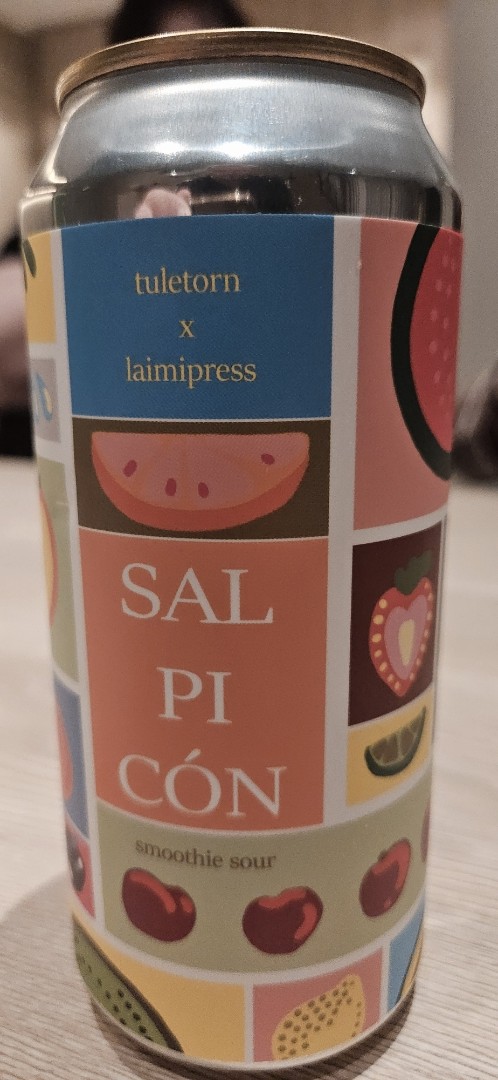 tuletorn
x
laimipress
SAL
PI
CÓN
smoothie sour